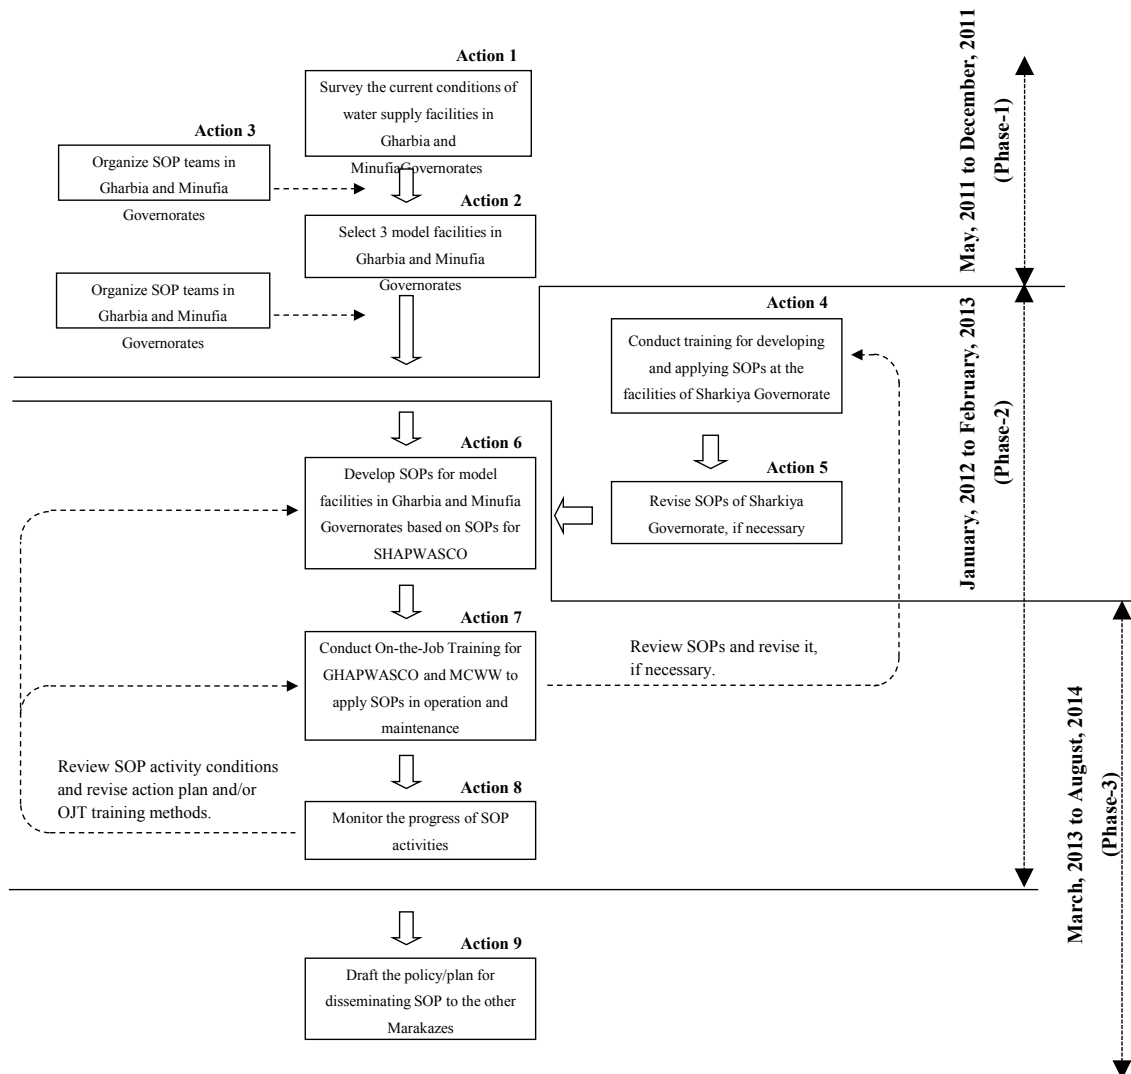 Action 1
Survey the current conditions of
water supply facilities in
Gharbia and
MinufiaGovernorates
Action 3
Organize SOP teams in
Gharbia and Minufia
Governorates
Action 2
Select 3 model facilities in
Gharbia and Minufia
Governorates
Organize SOP teams in
Gharbia and Minufia
Governorates
May, 2011 to December, 2011
(Phase-1)
Action 4
Conduct training for developing
and applying SOPs at the
facilities of Sharkiya Governorate
Action 5
Revise SOPs of Sharkiya
Governorate, if necessary
January, 2012 to February, 2013
(Phase-2)
Action 6
Develop SOPs for model
facilities in Gharbia and Minufia
Governorates based on SOPs for
SHAPWASCO
Action 7
Conduct On-the-Job Training for
GHAPWASCO and MCWW to
apply SOPs in operation and
maintenance
Review SOPs and revise it,
if necessary.
Review SOP activity conditions
and revise action plan and/or
OJT training methods.
Action 8
Monitor the progress of SOP
activities
March, 2013 to August, 2014
(Phase-3)
Action 9
Draft the policy/plan for
disseminating SOP to the other
Marakazes